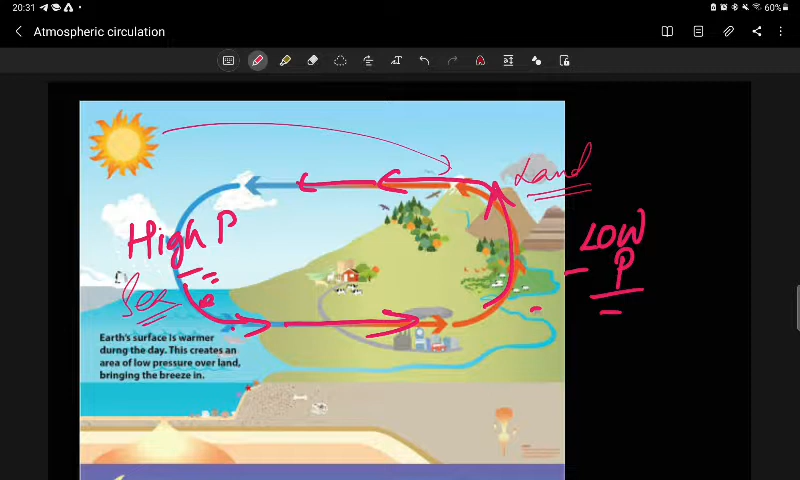 20:31
60%
Atmospheric circulation
Land
High P
LOW
P
Sea
Earth's surface is warmer
durng the day. This creates an
area of low pressure over land,
bringing the breeze in.